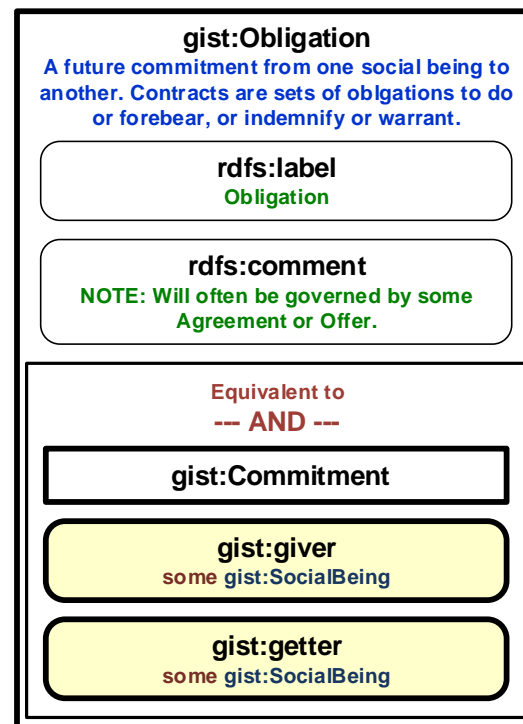 gist:Obligation
A future commitment from one social being to
another. Contracts are sets of oblgations to do
or forebear, or indemnify or warrant.
rdfs:label
Obligation
rdfs:comment
NOTE: Will often be governed by some
Agreement or Offer.
Equivalent to
--- AND ---
gist:Commitment
gist:giver
some gist:SocialBeing
gist:getter
some gist:SocialBeing